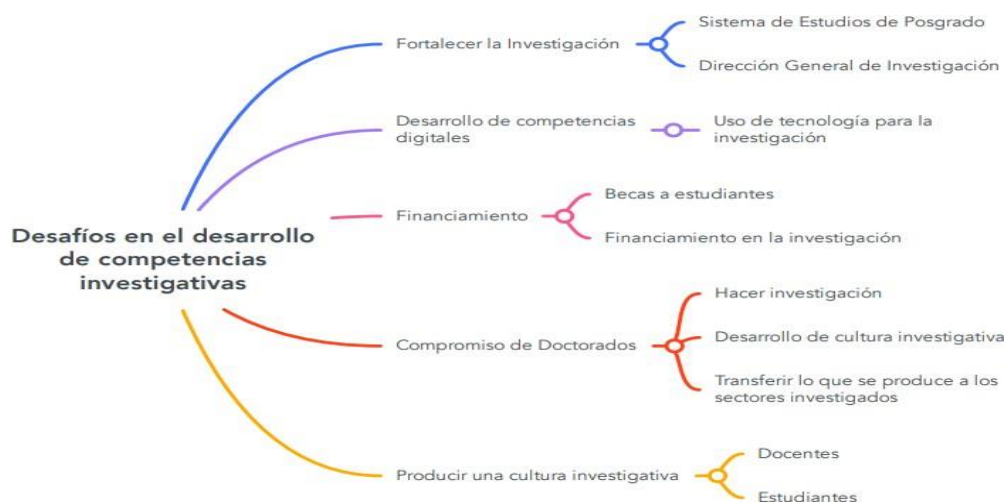 Desafíos en el desarrollo
de competencias
investigativas
Fortalecer la Investigación
Sistema de Estudios de Posgrado
Dirección General de Investigación
Desarrollo de competencias
digitales
Uso de tecnología para la
investigación
Financiamiento
Becas a estudiantes
Financiamiento en la investigación
Compromiso de Doctorados
Hacer investigación
Desarrollo de cultura investigativa
Transferir lo que se produce a los
sectores investigados
Producir una cultura investigativa
Docentes
Estudiantes